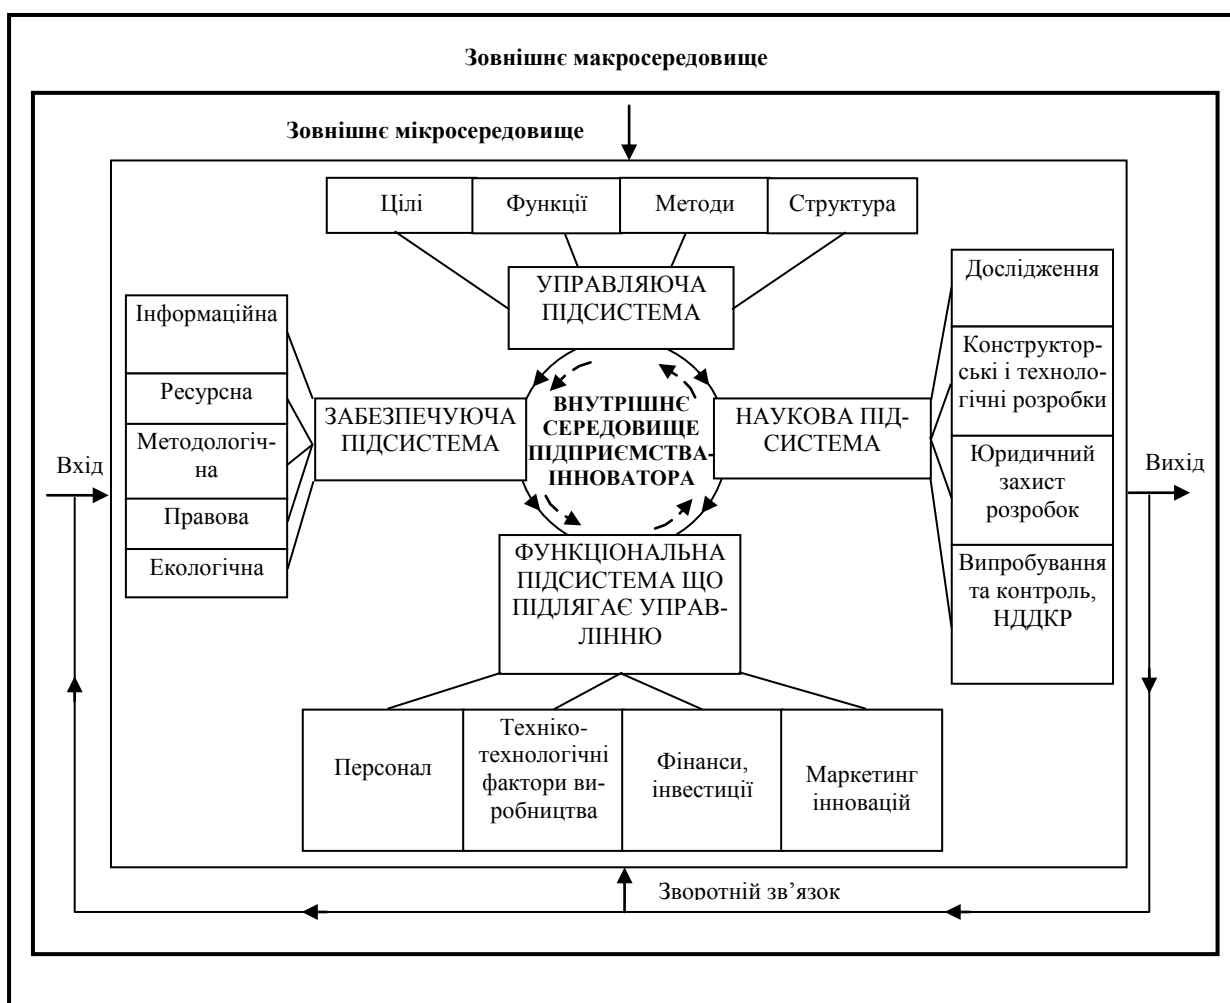 Зовнішнє макросередовище
Зовнішнє мікросередовище
Цілі
Функції
Методи
Структура
УПРАВЛЯЮЧА
ПІДСИСТЕМА
Інформаційна
Ресурсна
Методологіч-
на
Правова
Екологічна
ЗАБЕЗПЕЧУЮЧА
ПІДСИСТЕМА
ВНУТРІШНЄ
СЕРЕДОВИЩЕ
ПІДПРИЄМСТВА-
ІННОВАТОРА
НАУКОВА ПІД-
СИСТЕМА
Дослідження
Конструктор-
ські і техноло-
гічні розробки
Юридичний
захист
розробок
Випробування
та контроль,
НДДКР
Вхід
Вихід
ФУНКЦІОНАЛЬНА
ПІДСИСТЕМА ЩО
ПІДЛЯГАЄ УПРАВ-
ЛІННЮ
Персонал
Техніко-
технологічні
фактори ви-
робництва
Фінанси,
інвестиції
Маркетинг
інновацій
Зворотній зв’язок